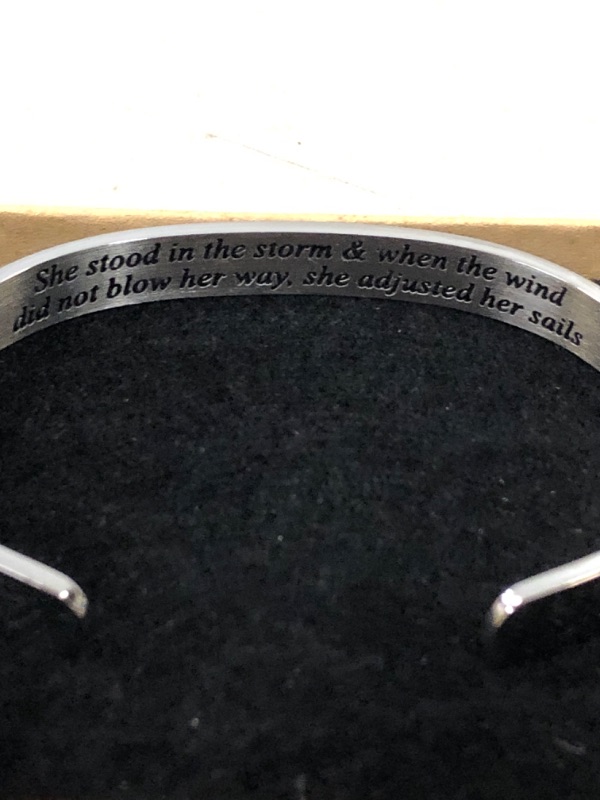 She stood in the storm & when the wind
did not blow her way, she adjusted her sails